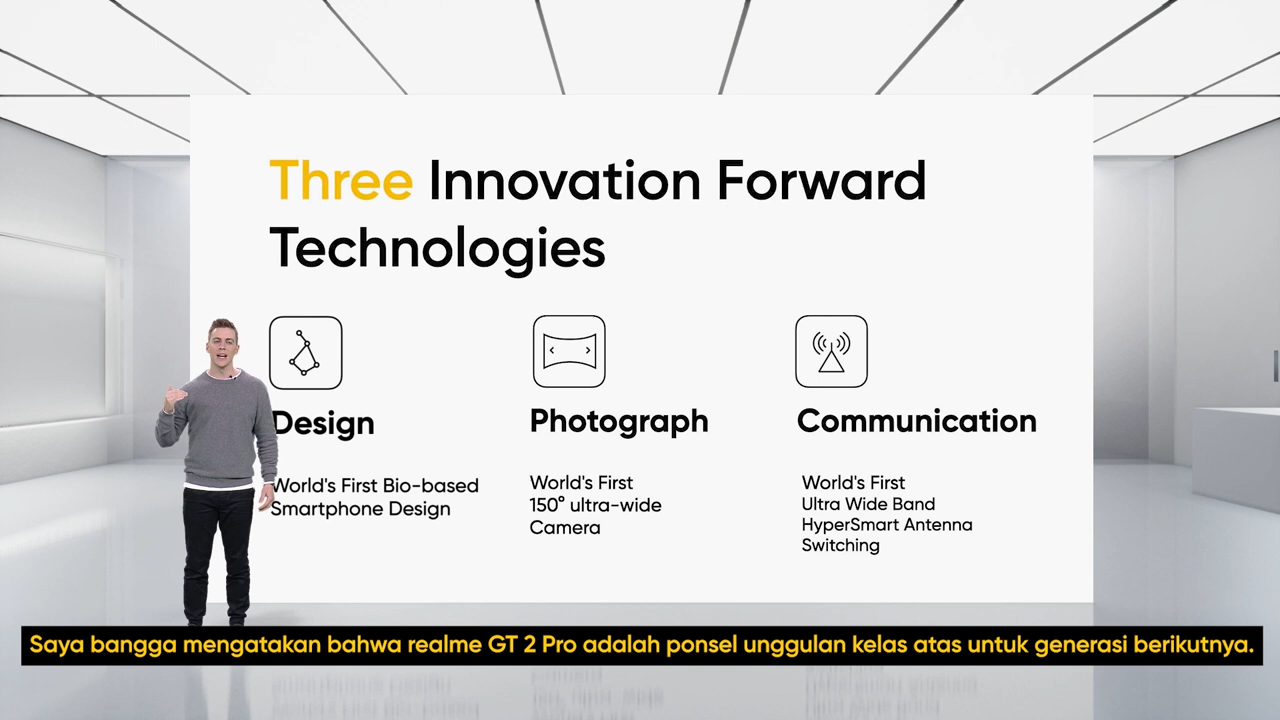 Three Innovation Forward
Technologies
Design
World's First Bio-based
Smartphone Design
Photograph
World's First
150° ultra-wide
Camera
Communication
World's First
Ultra Wide Band
HyperSmart Antenna
Switching
Saya bangga mengatakan bahwa realme GT 2 Pro adalah ponsel unggulan kelas atas untuk generasi berikutnya.